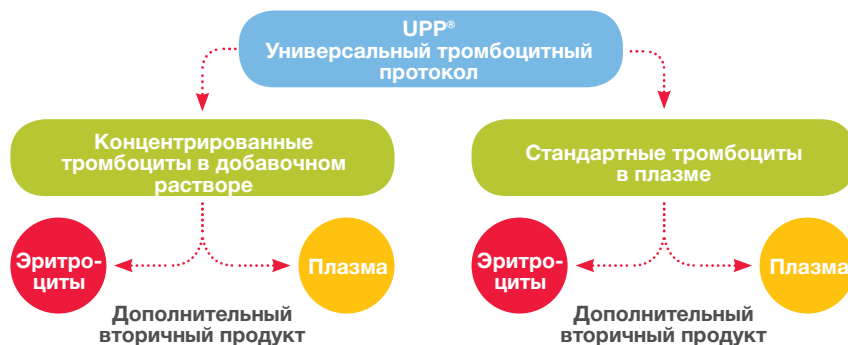 UPP®
Универсальный тромбоцитный
протокол
Концентрированные
тромбоциты в добавочном
растворе
Стандартные тромбоциты
в плазме
Эритро-
циты
Плазма
Эритро-
циты
Плазма
Дополнительный
вторичный продукт
Дополнительный
вторичный продукт